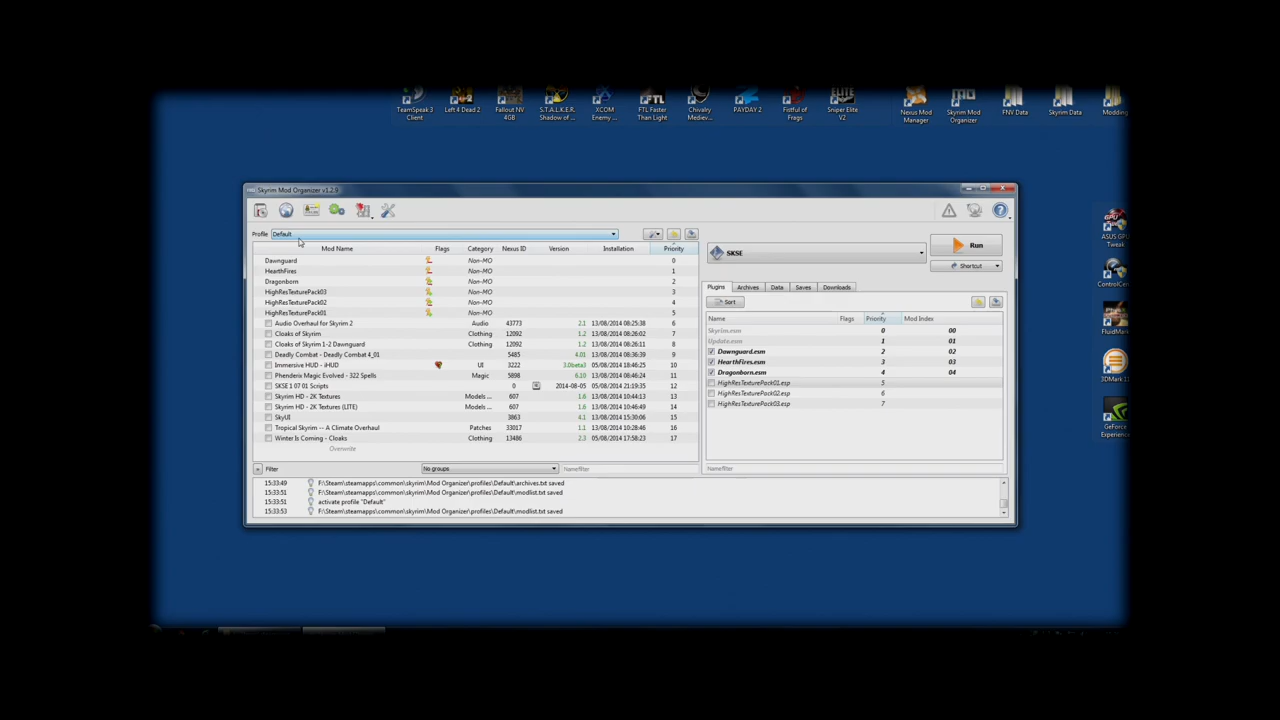 TeamSpeak 3 Client
Left 4 Dead 2
Fallout NV 4GB
S.T.A.L.K.E.R. Shadow of ...
XCOM Enemy ...
FTL Faster Than Light
Chivalry Mediev...
PAYDAY 2
Fistful of Frags
Sniper Elite V2
Nexus Mod Manager
Skyrim Mod Organizer
FNV Data
Skyrim Data
Modding
ASUS GPU Tweak
ControlCen
FluidMark
3DMark 11
GeForce Experience
Skyrim Mod Organizer v1.2.9
Profile Default
Mod Name Flags Category Nexus ID Version Installation Priority
Dawnguard Non-MO 0
HearthFires Non-MO 1
Dragonborn Non-MO 2
HighResTexturePack03 Non-MO 3
HighResTexturePack02 Non-MO 4
HighResTexturePack01 Non-MO 5
Audio Overhaul for Skyrim 2 Audio 43773 2.1 13/08/2014 08:25:38 6
Cloaks of Skyrim Clothing 12092 1.2 13/08/2014 08:26:02 7
Cloaks of Skyrim 1-2 Dawnguard Clothing 12092 1.2 13/08/2014 08:26:11 8
Deadly Combat - Deadly Combat 4_01 5485 4.01 13/08/2014 08:36:39 9
Immersive HUD - iHUD UI 3222 3.0beta3 05/08/2014 18:46:25 10
Phenderix Magic Evolved - 322 Spells Magic 5898 6.10 13/08/2014 08:46:24 11
SKSE 1 07 01 Scripts 0 2014-08-05 05/08/2014 21:19:35 12
Skyrim HD - 2K Textures Models ... 607 1.6 13/08/2014 10:44:13 13
Skyrim HD - 2K Textures (LITE) Models ... 607 1.6 13/08/2014 10:46:49 14
SkyUI 3863 4.1 13/08/2014 15:30:06 15
Tropical Skyrim -- A Climate Overhaul Patches 33017 1.1 13/08/2014 10:28:46 16
Winter Is Coming - Cloaks Clothing 13486 2.3 05/08/2014 17:58:23 17
Overwrite
Filter No groups Namefilter
SKSE
Run
Shortcut
Plugins Archives Data Saves Downloads
Sort
Name Flags Priority Mod Index
Skyrim.esm 0 00
Update.esm 1 01
Dawnguard.esm 2 02
HearthFires.esm 3 03
Dragonborn.esm 4 04
HighResTexturePack01.esp 5
HighResTexturePack02.esp 6
HighResTexturePack03.esp 7
Namefilter
15:33:49 F:\Steam\steamapps\common\skyrim\Mod Organizer\profiles\Default\archives.txt saved
15:33:51 F:\Steam\steamapps\common\skyrim\Mod Organizer\profiles\Default\modlist.txt saved
15:33:51 activate profile "Default"
15:33:53 F:\Steam\steamapps\common\skyrim\Mod Organizer\profiles\Default\modlist.txt saved